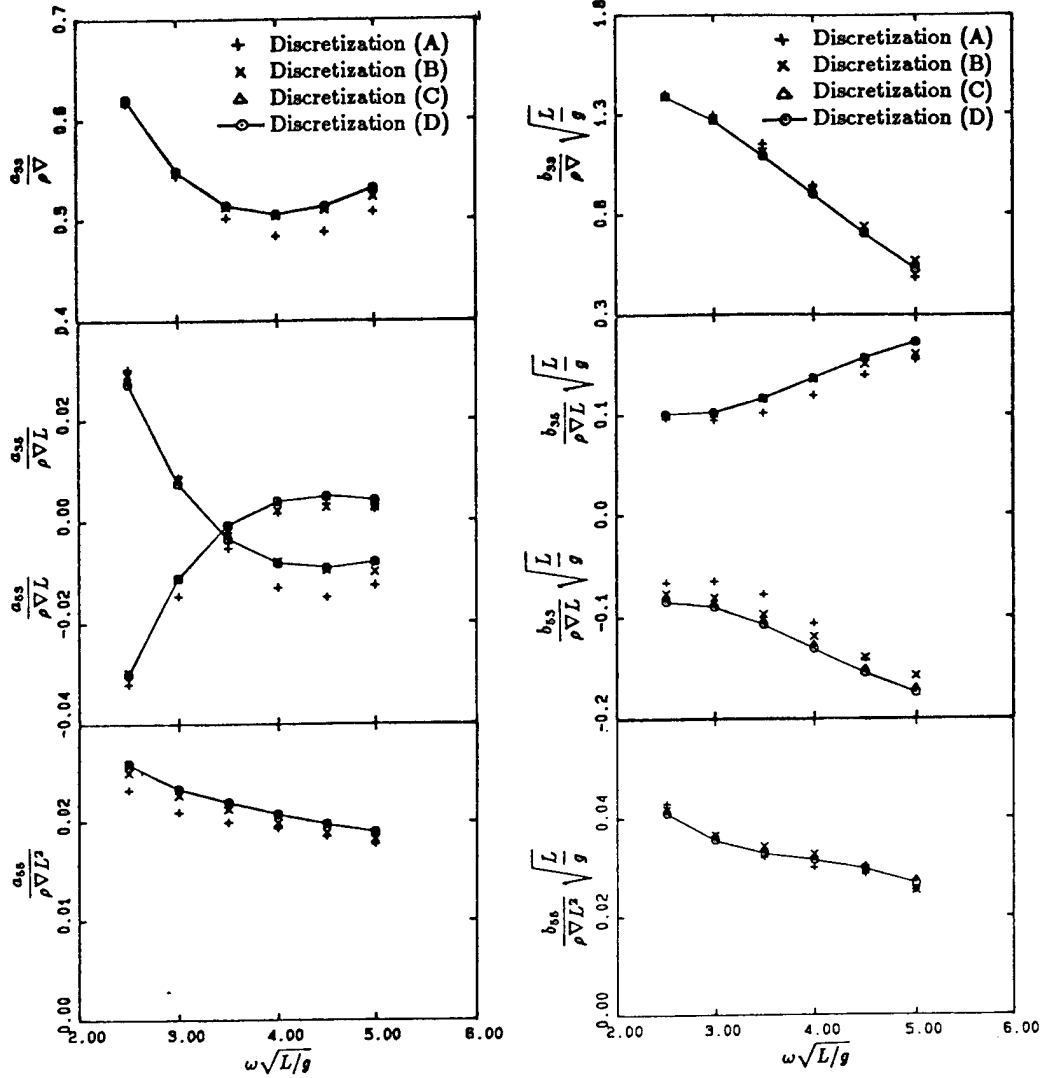 0.7
+ Discretization (A)
× Discretization (B)
△ Discretization (C)
Discretization (D)
0.6
0.5
0.4
a₃₃/ρ∇
0.02
0.00
-0.02
-0.04
a₃₅/ρ∇L
a₅₃/ρ∇L
0.02
0.01
0.00
a₅₅/ρ∇L²
2.00 3.00 4.00 5.00 6.00
ω√L/g
1.8
+ Discretization (A)
× Discretization (B)
△ Discretization (C)
Discretization (D)
1.3
0.8
0.3
b₃₃/ρ∇ √L/g
0.1
0.0
-0.1
-0.2
b₃₅/ρ∇L √L/g
b₅₃/ρ∇L √L/g
0.04
0.02
0.00
b₅₅/ρ∇L² √L/g
2.00 3.00 4.00 5.00 6.00
ω√L/g